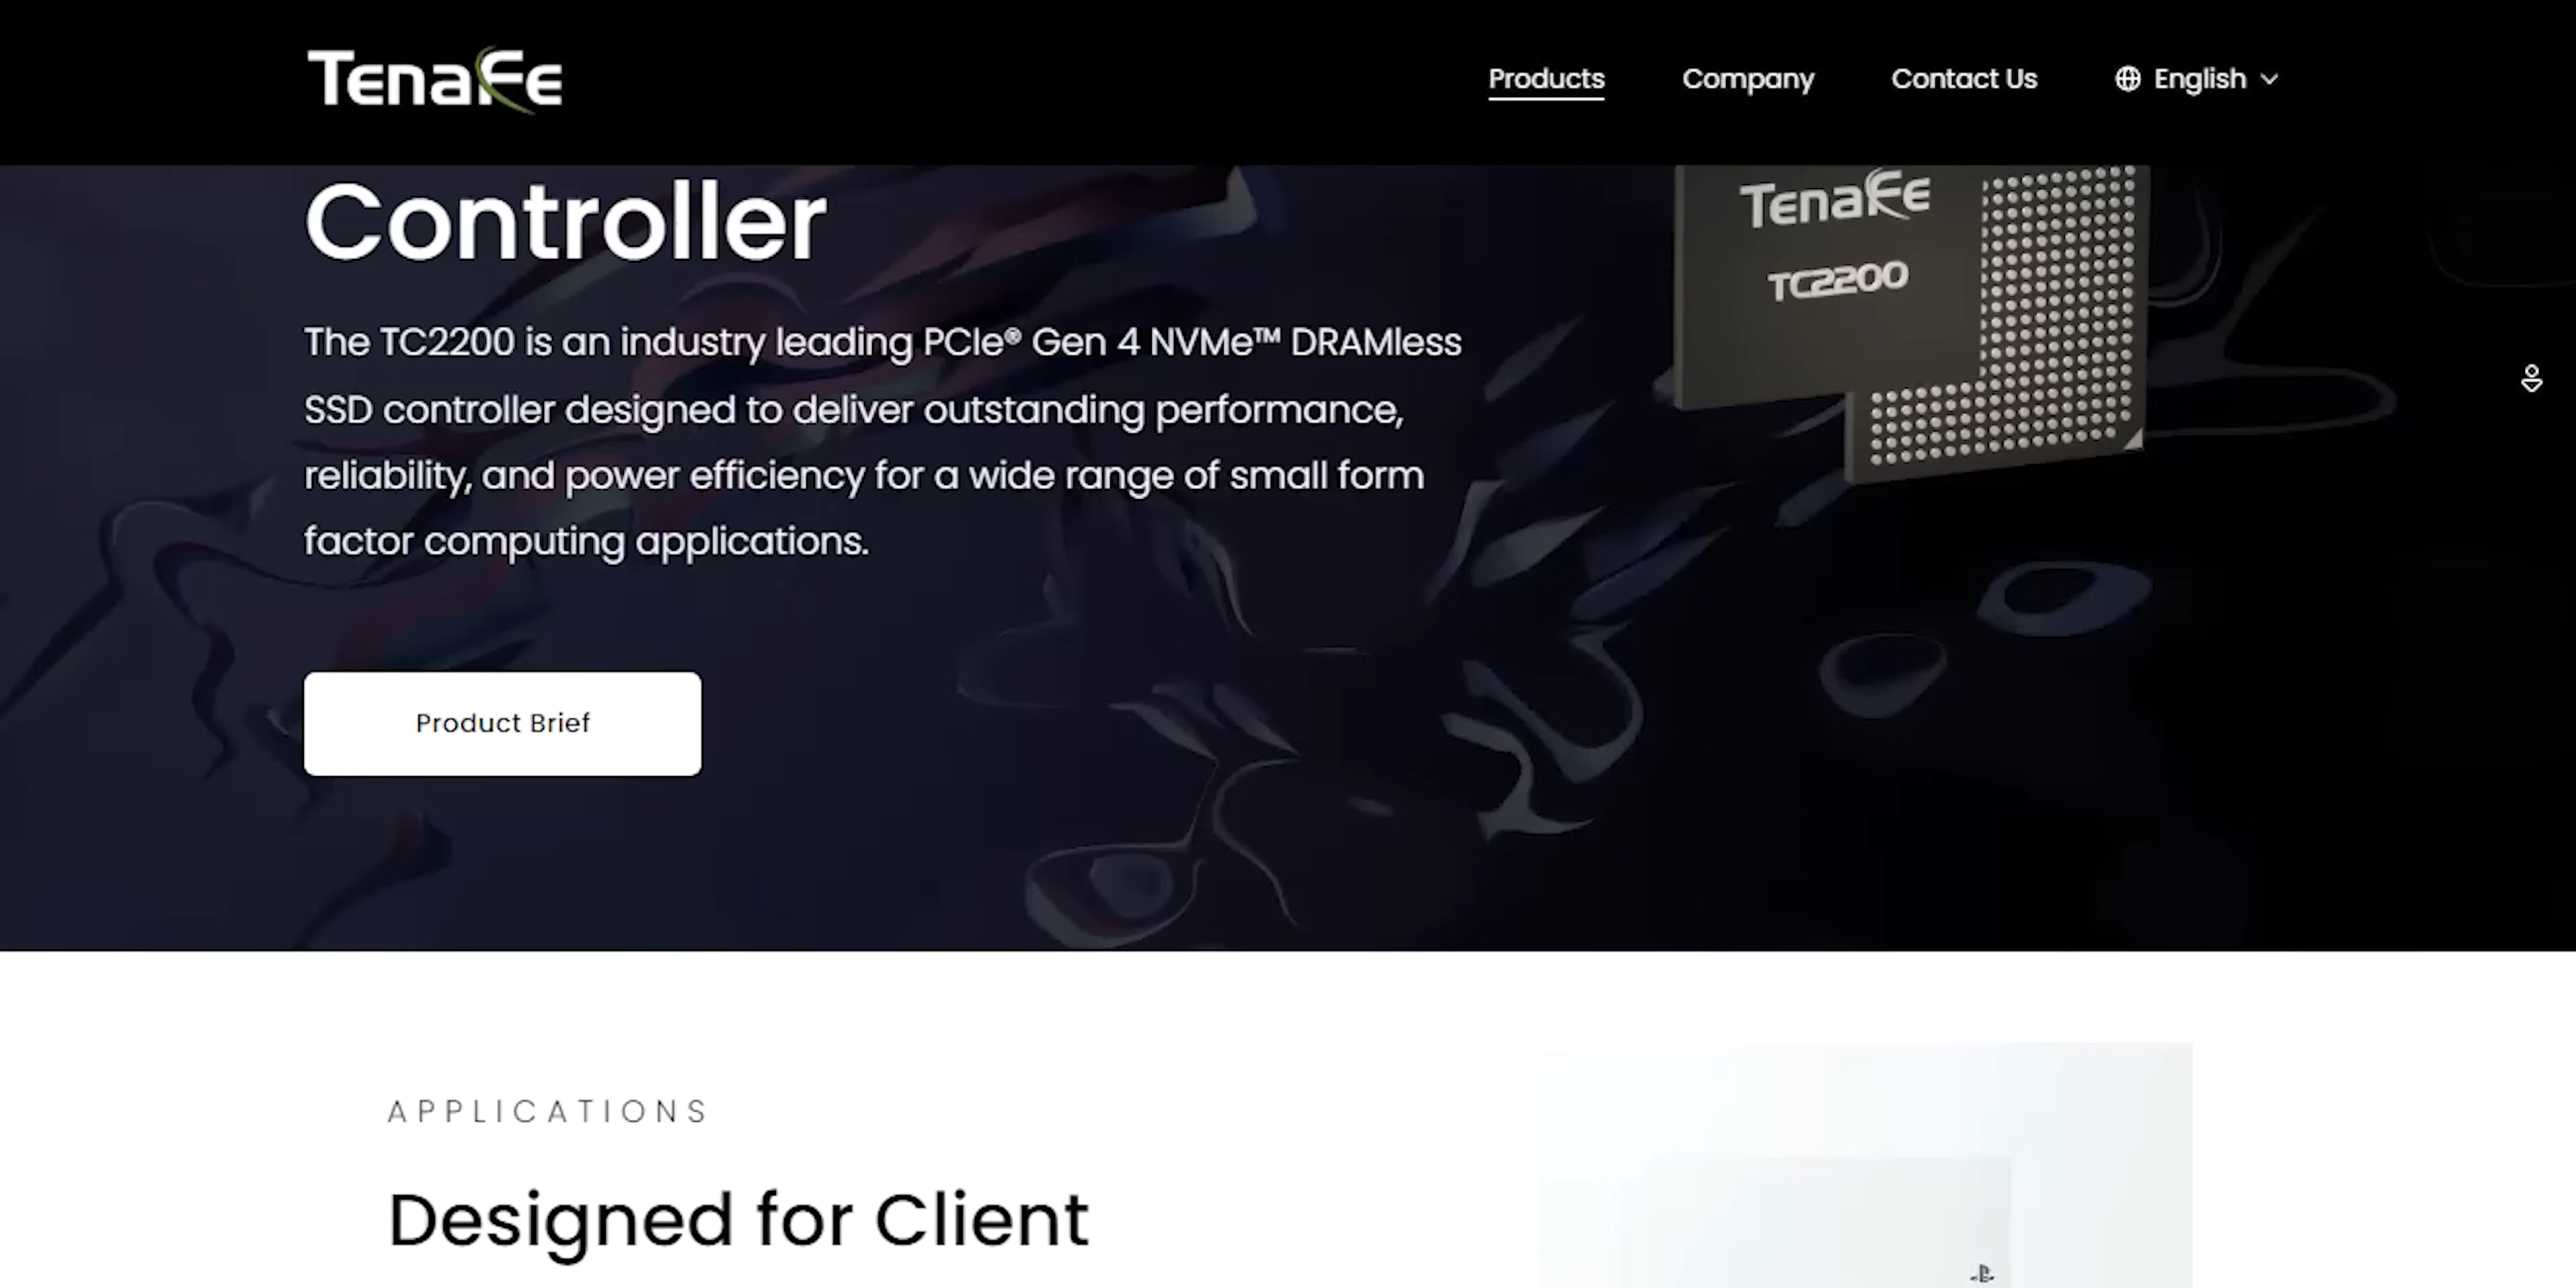 TenaFe
Products
Company
Contact Us
English
Controller
TenaFe
TC2200
The TC2200 is an industry leading PCIe® Gen 4 NVMe™ DRAMless
SSD controller designed to deliver outstanding performance,
reliability, and power efficiency for a wide range of small form
factor computing applications.
Product Brief
APPLICATIONS
Designed for Client